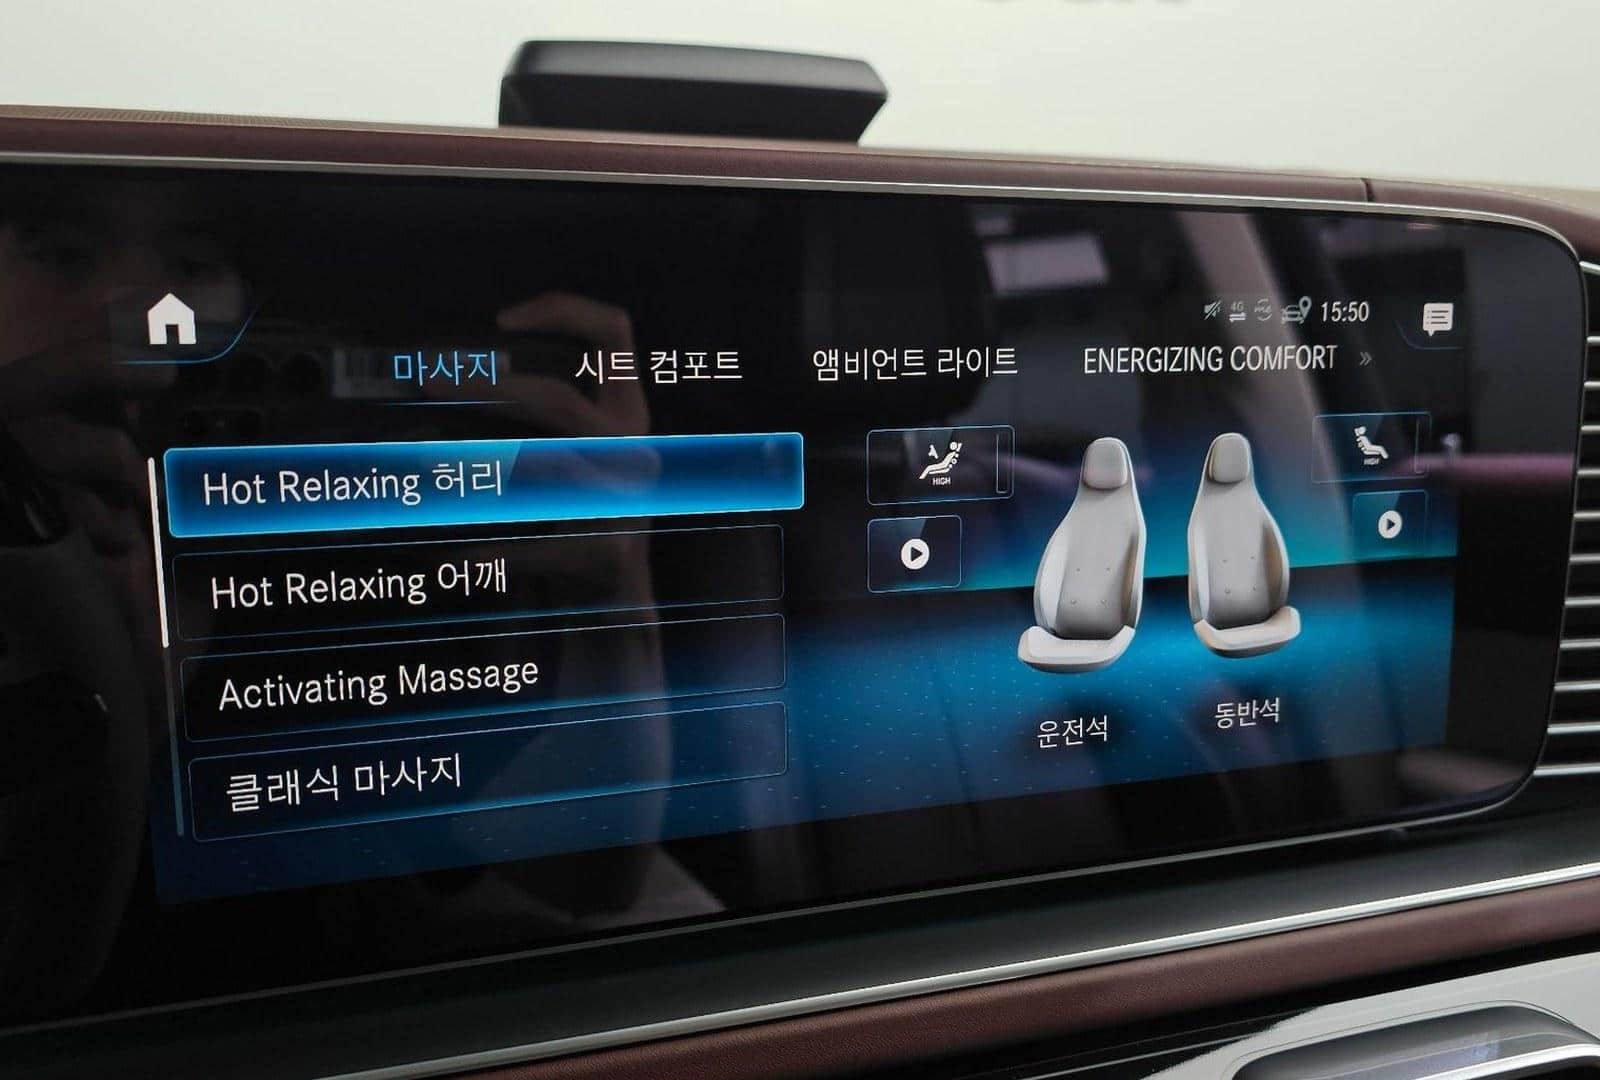 4G me 15:50
마사지 시트 컴포트 앰비언트 라이트 ENERGIZING COMFORT »
Hot Relaxing 허리
HIGH
HIGH
Hot Relaxing 어깨
Activating Massage
클래식 마사지
운전석
동반석